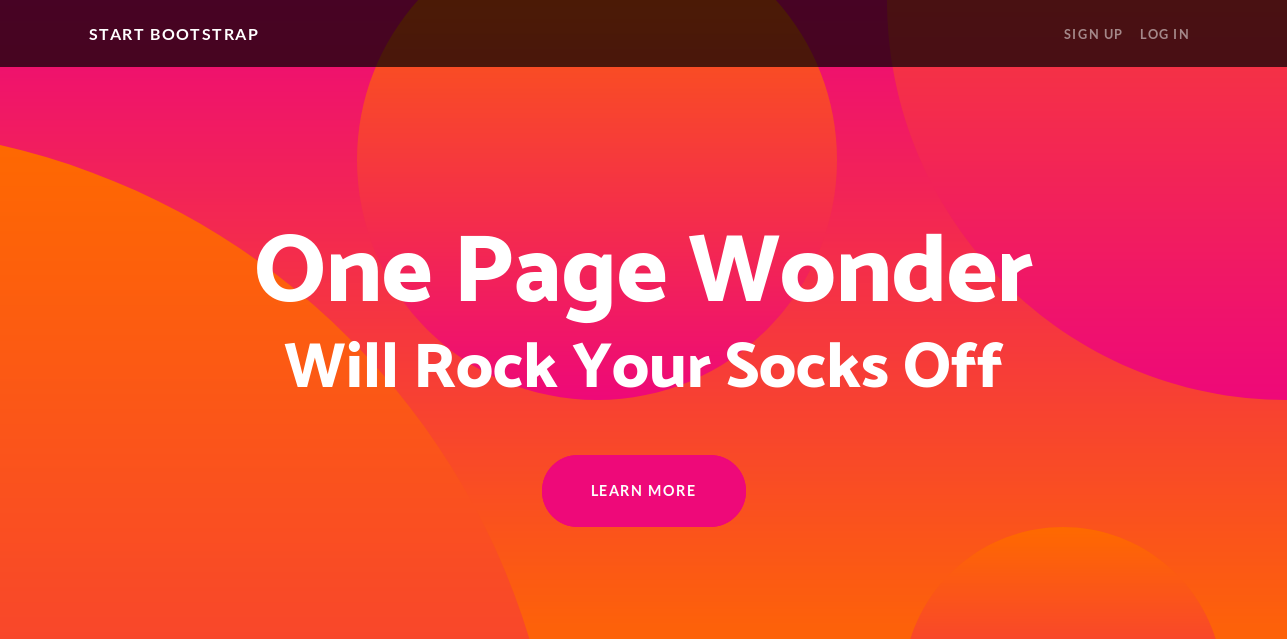 START BOOTSTRAP
SIGN UP LOG IN
One Page Wonder
Will Rock Your Socks Off
LEARN MORE